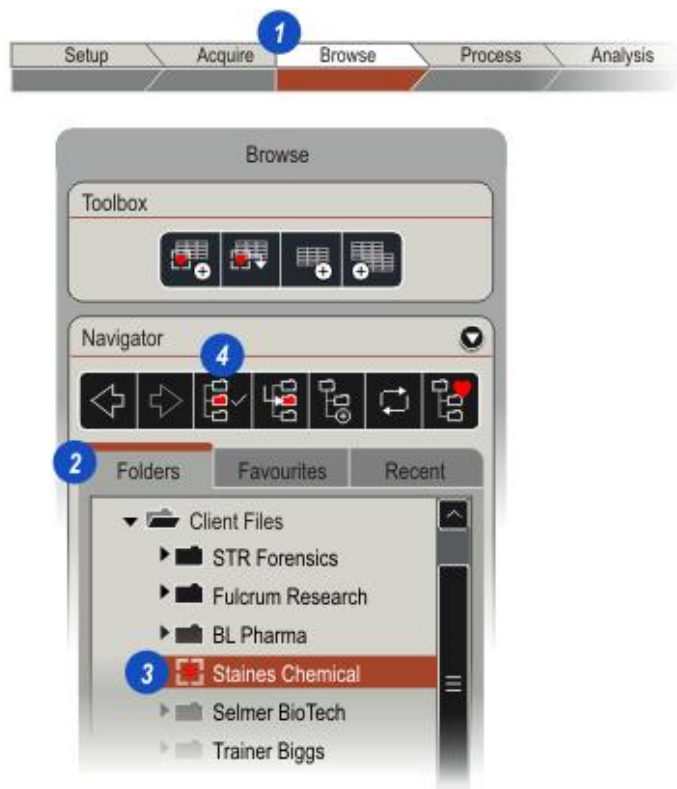 1
Setup Acquire Browse Process Analysis
Browse
Toolbox
Navigator
4
2
Folders Favourites Recent
Client Files
STR Forensics
Fulcrum Research
BL Pharma
3 Staines Chemical
Selmer BioTech
Trainer Biggs